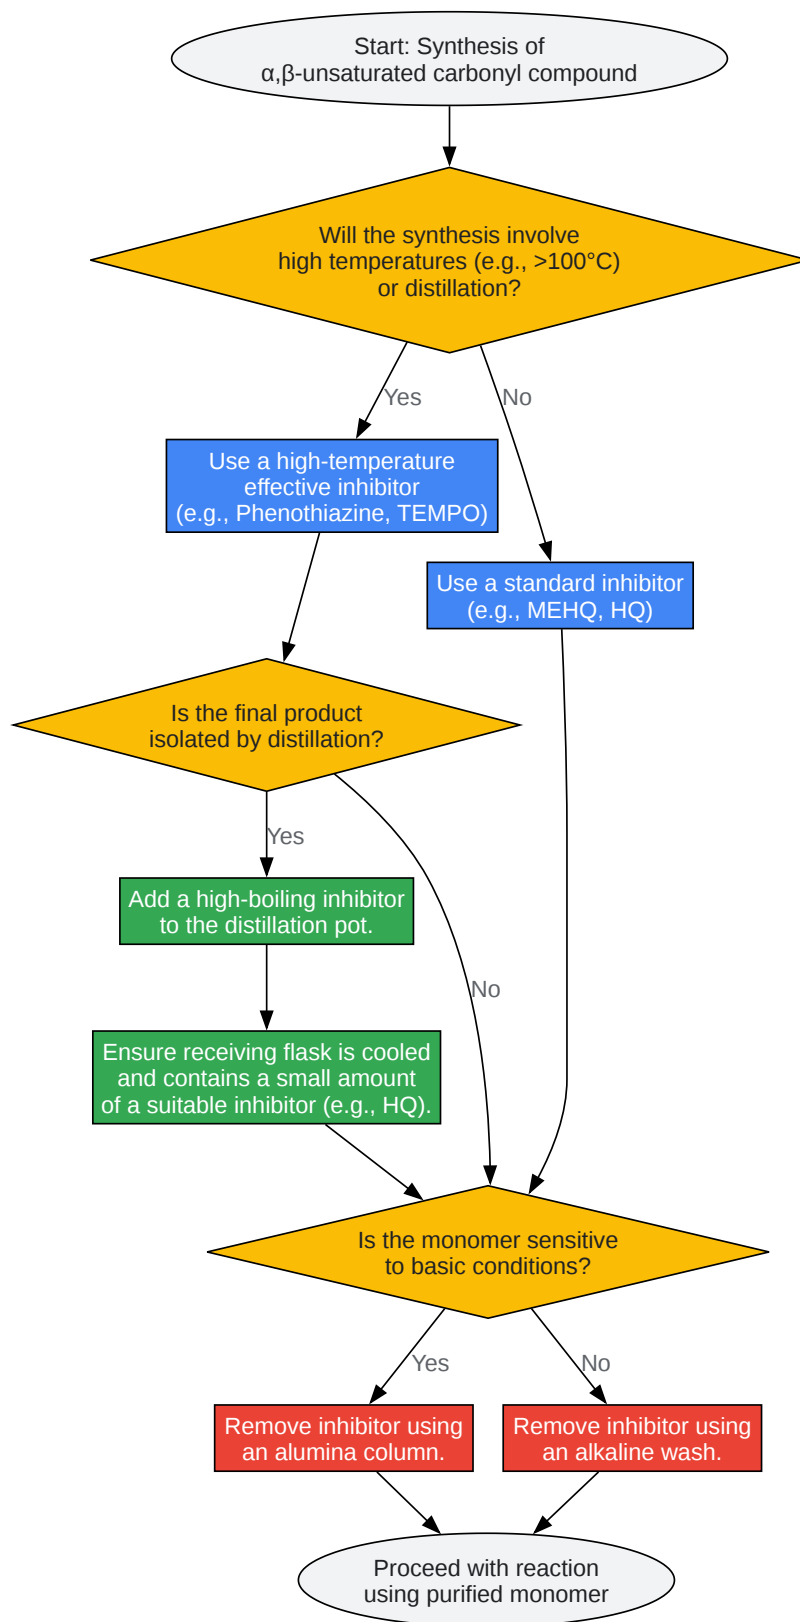 Start: Synthesis of
α,β-unsaturated carbonyl compound
Will the synthesis involve
high temperatures (e.g., >100°C)
or distillation?
Yes
No
Use a high-temperature
effective inhibitor
(e.g., Phenothiazine, TEMPO)
Use a standard inhibitor
(e.g., MEHQ, HQ)
Is the final product
isolated by distillation?
Yes
Add a high-boiling inhibitor
to the distillation pot.
No
Ensure receiving flask is cooled
and contains a small amount
of a suitable inhibitor (e.g., HQ).
Is the monomer sensitive
to basic conditions?
Yes
No
Remove inhibitor using
an alumina column.
Remove inhibitor using
an alkaline wash.
Proceed with reaction
using purified monomer